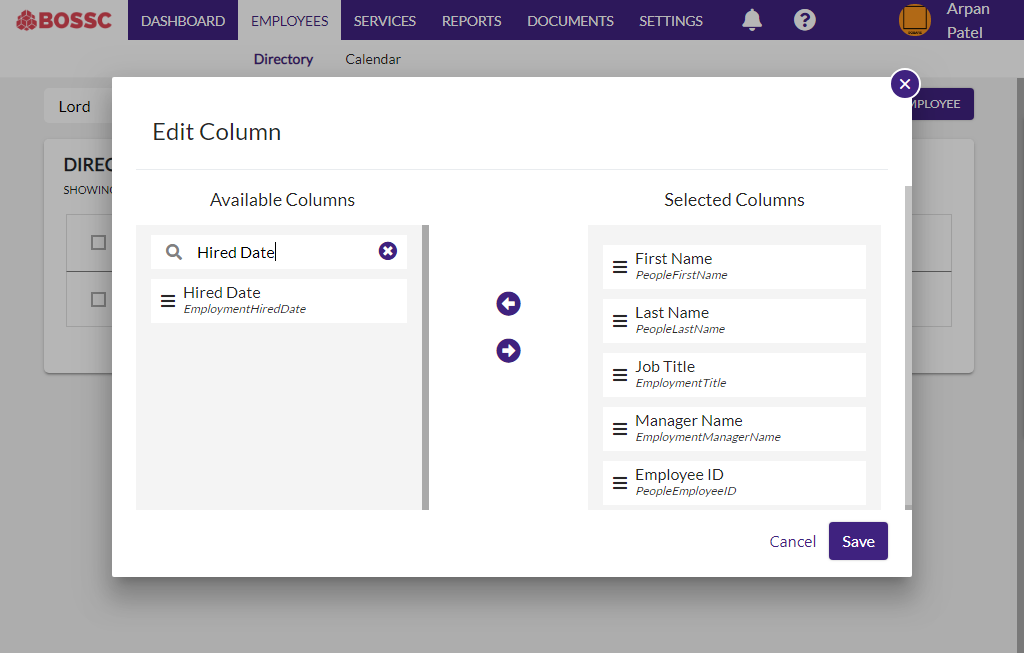 BOSSC
DASHBOARD
EMPLOYEES
SERVICES
REPORTS
DOCUMENTS
SETTINGS
?
Arpan
Patel
Directory
Calendar
Lord
MPLOYEE
DIREC
SHOWING
Edit Column
Available Columns
Hired Date
Hired Date
EmploymentHiredDate
Selected Columns
First Name
PeopleFirstName
Last Name
PeopleLastName
Job Title
EmploymentTitle
Manager Name
EmploymentManagerName
Employee ID
PeopleEmployeeID
Cancel
Save